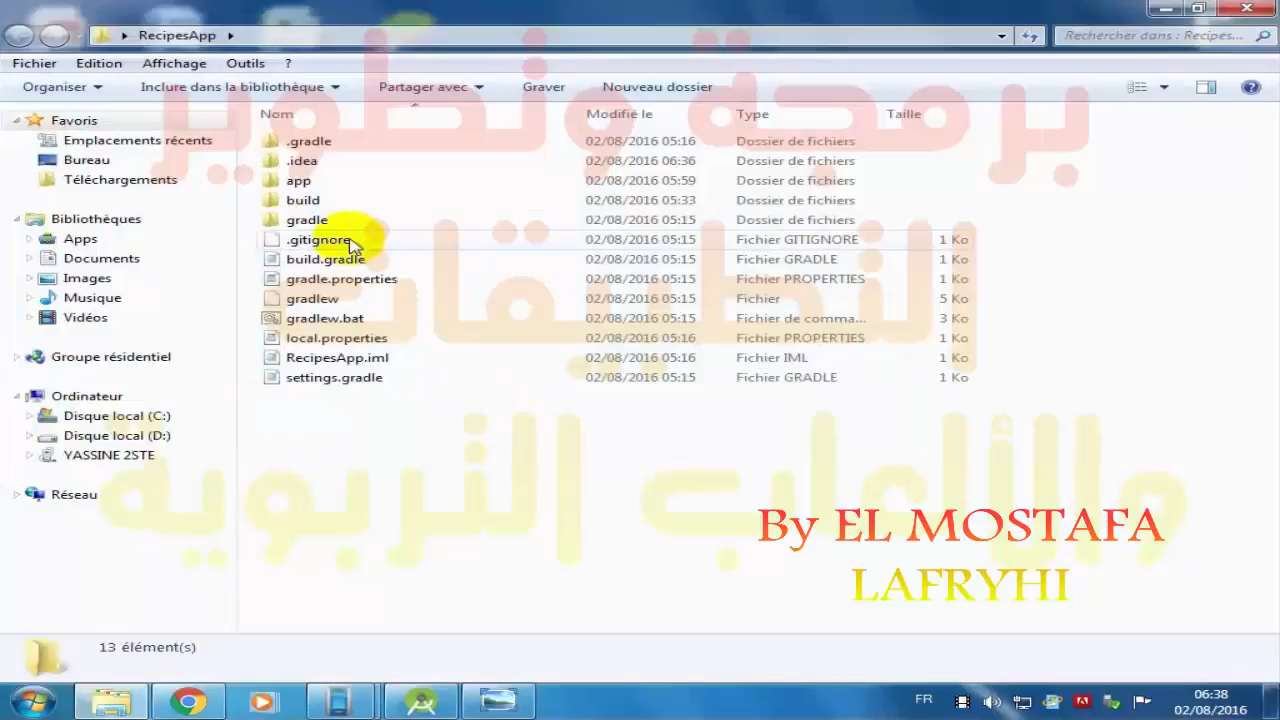 RecipesApp
Rechercher dans : Recipes...
Fichier Edition Affichage Outils ?
Organiser Inclure dans la bibliothèque Partager avec Graver Nouveau dossier
Nom Modifié le Type Taille
Favoris
Emplacements récents
Bureau
Téléchargements
Bibliothèques
Apps
Documents
Images
Musique
Vidéos
Groupe résidentiel
Ordinateur
Disque local (C:)
Disque local (D:)
YASSINE 2STE
Réseau
.gradle 02/08/2016 05:16 Dossier de fichiers
.idea 02/08/2016 06:36 Dossier de fichiers
app 02/08/2016 05:59 Dossier de fichiers
build 02/08/2016 05:33 Dossier de fichiers
gradle 02/08/2016 05:15 Dossier de fichiers
.gitignore 02/08/2016 05:15 Fichier GITIGNORE 1 Ko
build.gradle 02/08/2016 05:15 Fichier GRADLE 1 Ko
gradle.properties 02/08/2016 05:15 Fichier PROPERTIES 1 Ko
gradlew 02/08/2016 05:15 Fichier 5 Ko
gradlew.bat 02/08/2016 05:15 Fichier de comma... 3 Ko
local.properties 02/08/2016 05:15 Fichier PROPERTIES 1 Ko
RecipesApp.iml 02/08/2016 05:16 Fichier IML 1 Ko
settings.gradle 02/08/2016 05:15 Fichier GRADLE 1 Ko
برمجة وتطوير
التطبيقات
والألعاب التربوية
By EL MOSTAFA
LAFRYHI
13 élément(s)
FR
06:38
02/08/2016